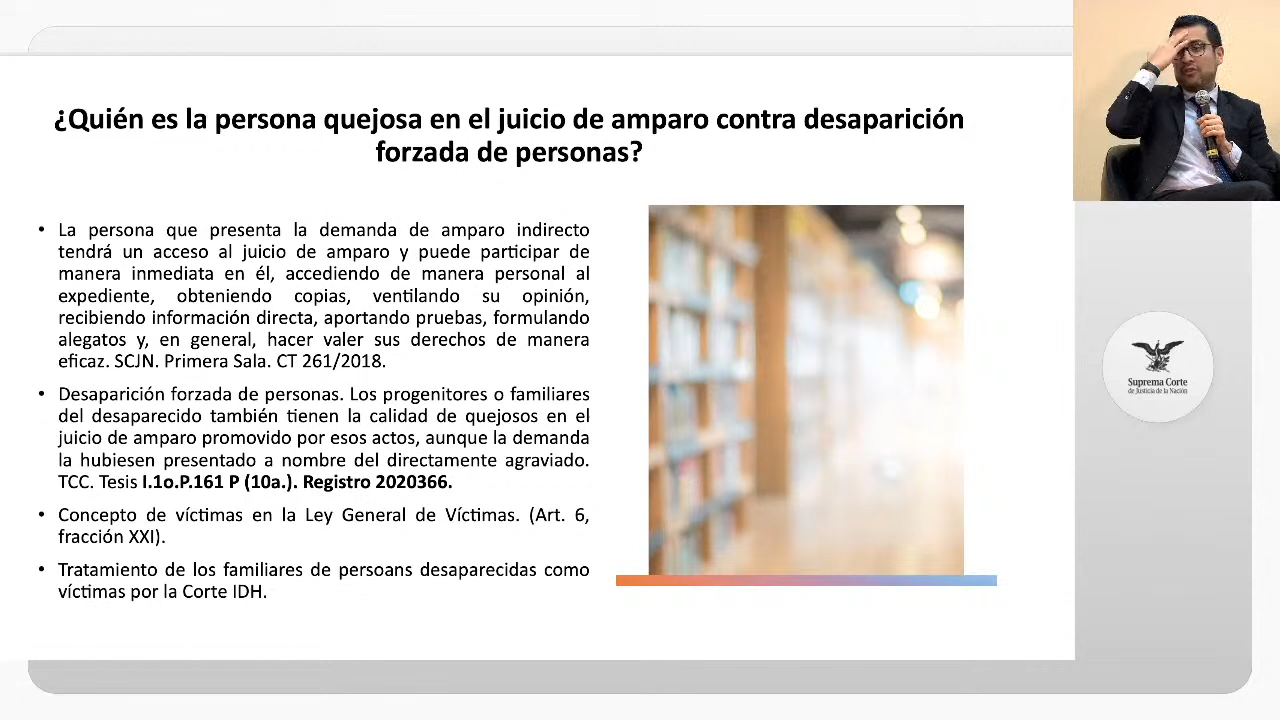 ¿Quién es la persona quejosa en el juicio de amparo contra desaparición
forzada de personas?
• La persona que presenta la demanda de amparo indirecto
tendrá un acceso al juicio de amparo y puede participar de
manera inmediata en él, accediendo de manera personal al
expediente, obteniendo copias, ventilando su opinión,
recibiendo información directa, aportando pruebas, formulando
alegatos y, en general, hacer valer sus derechos de manera
eficaz. SCJN. Primera Sala. CT 261/2018.
• Desaparición forzada de personas. Los progenitores o familiares
del desaparecido también tienen la calidad de quejosos en el
juicio de amparo promovido por esos actos, aunque la demanda
la hubiesen presentado a nombre del directamente agraviado.
TCC. Tesis I.1o.P.161 P (10a.). Registro 2020366.
• Concepto de víctimas en la Ley General de Víctimas. (Art. 6,
fracción XXI).
• Tratamiento de los familiares de persoans desaparecidas como
víctimas por la Corte IDH.
Suprema Corte
de Justicia de la Nación